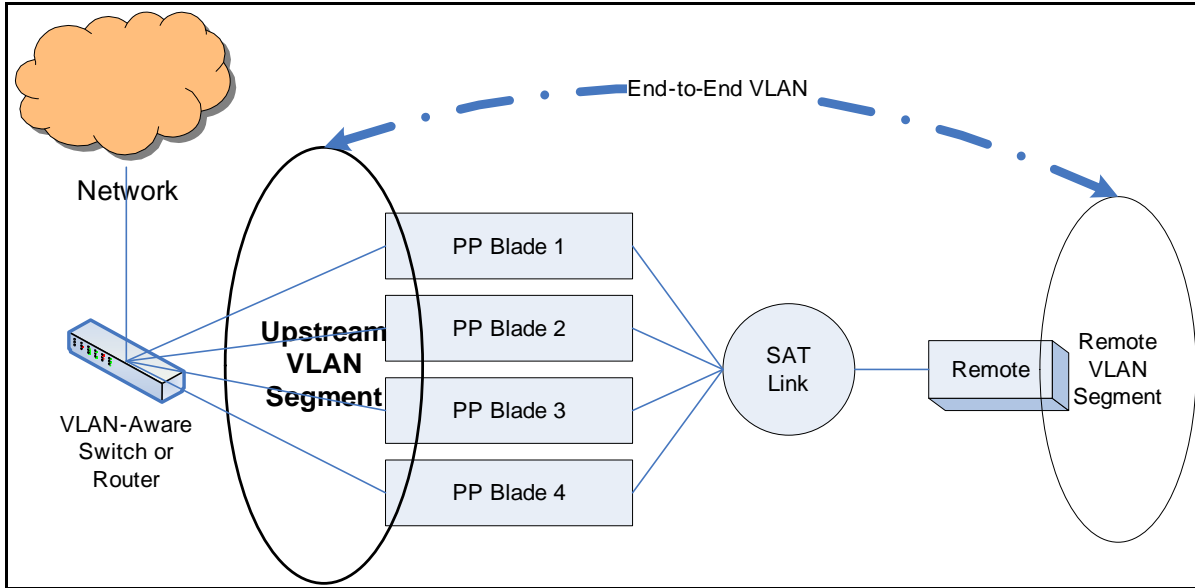 End-to-End VLAN
Network
PP Blade 1
PP Blade 2
PP Blade 3
PP Blade 4
Upstream
VLAN
Segment
VLAN-Aware
Switch or
Router
SAT
Link
Remote
Remote
VLAN
Segment